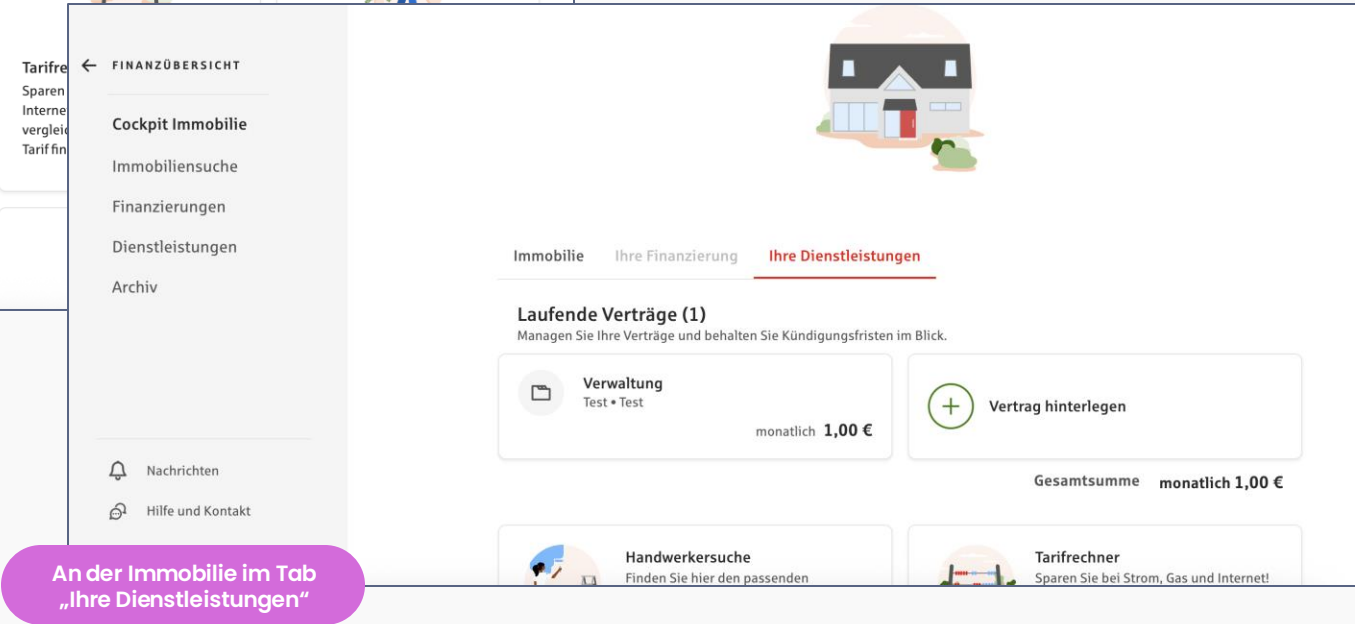 Tarifre
Sparen
Interne
vergleic
Tarif fin
FINANZÜBERSICHT
Cockpit Immobilie
Immobiliensuche
Finanzierungen
Dienstleistungen
Archiv
Nachrichten
Hilfe und Kontakt
Immobilie Ihre Finanzierung Ihre Dienstleistungen
Laufende Verträge (1)
Managen Sie Ihre Verträge und behalten Sie Kündigungsfristen im Blick.
Verwaltung
Test • Test
monatlich 1,00 €
Vertrag hinterlegen
Gesamtsumme monatlich 1,00 €
Handwerkersuche
Finden Sie hier den passenden
Tarifrechner
Sparen Sie bei Strom, Gas und Internet!
An der Immobilie im Tab
„Ihre Dienstleistungen“